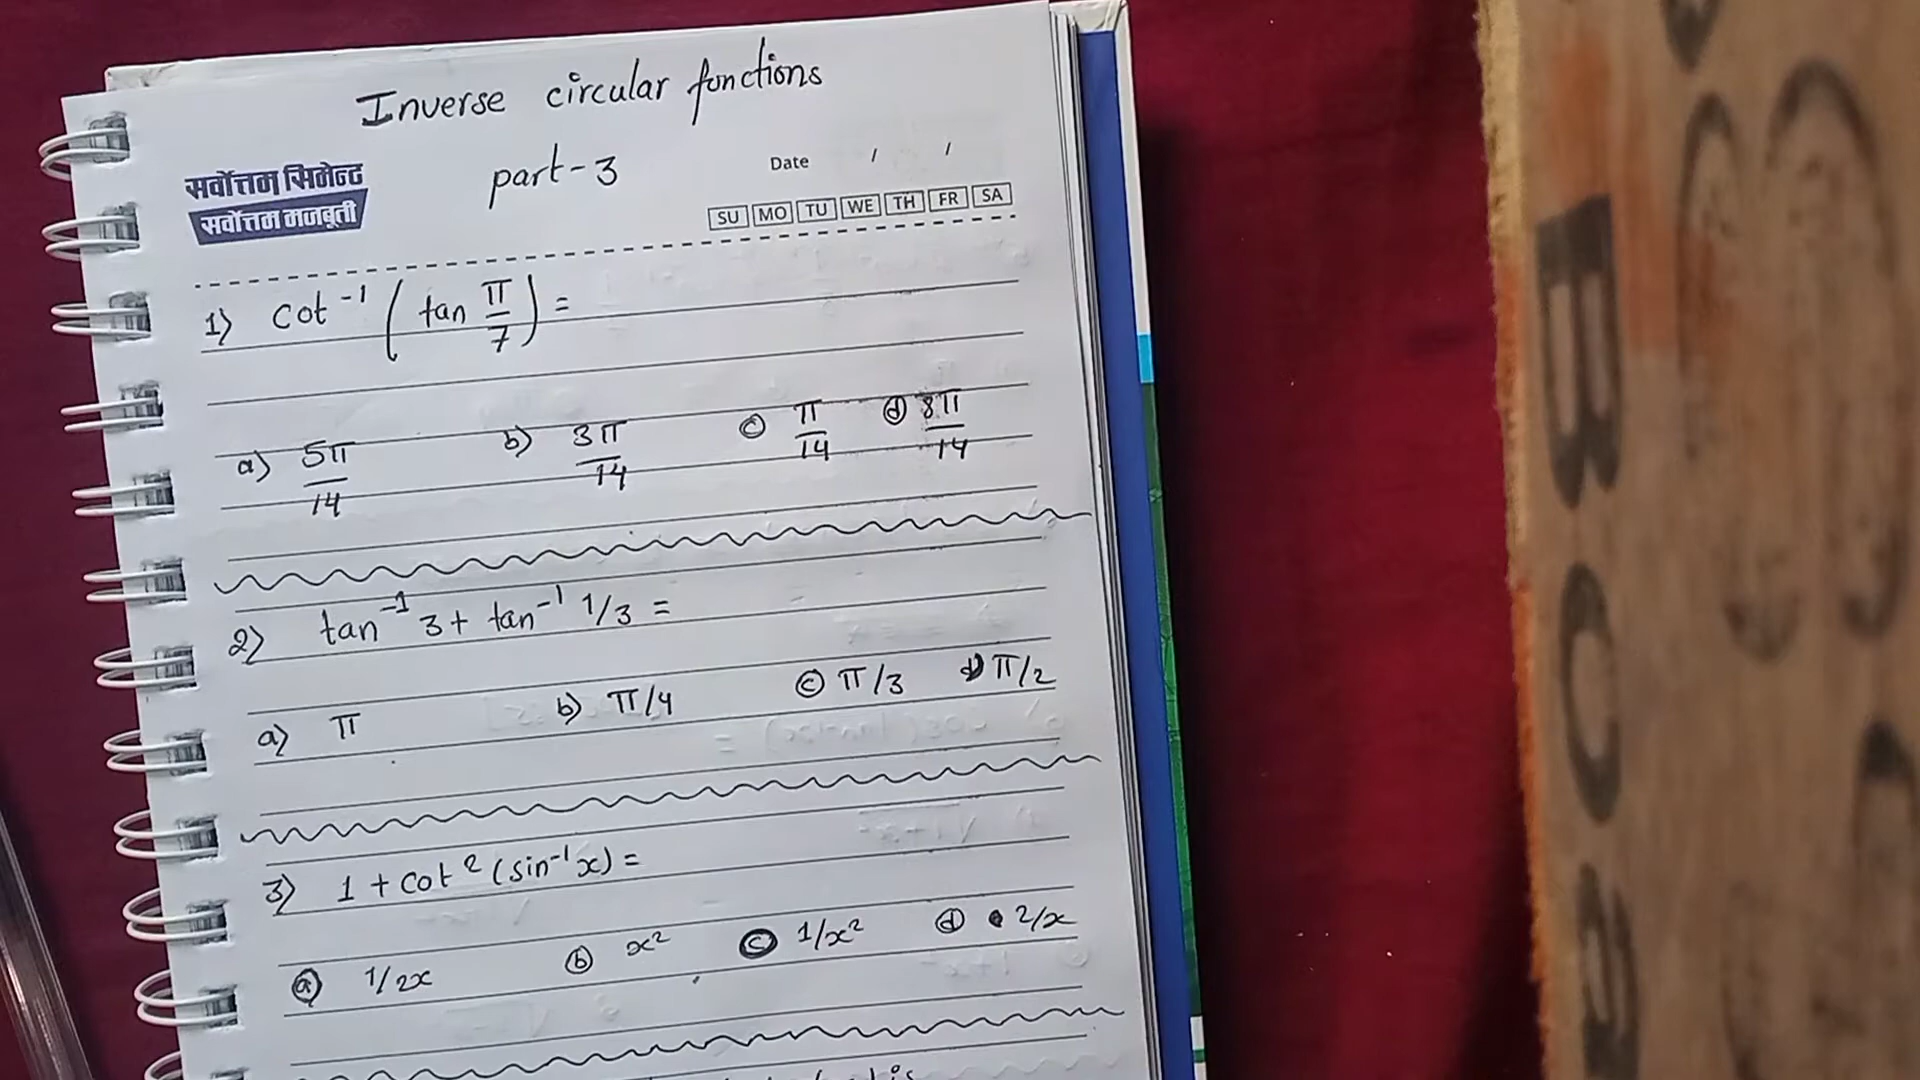 Inverse circular functions
part-3
सर्वोत्तम सिमेन्ट
सर्वोत्तम मजबूती
Date / /
SU MO TU WE TH FR SA
1) cot⁻¹ (tan π/7) =
a) 5π/14 b) 3π/14 ⓒ π/14 ⓓ 8π/14
2) tan⁻¹ 3 + tan⁻¹ 1/3 =
a) π b) π/4 ⓒ π/3 d) π/2
3) 1 + cot² (sin⁻¹x) =
ⓐ 1/2x ⓑ x² ⓒ 1/x² ⓓ 2/x